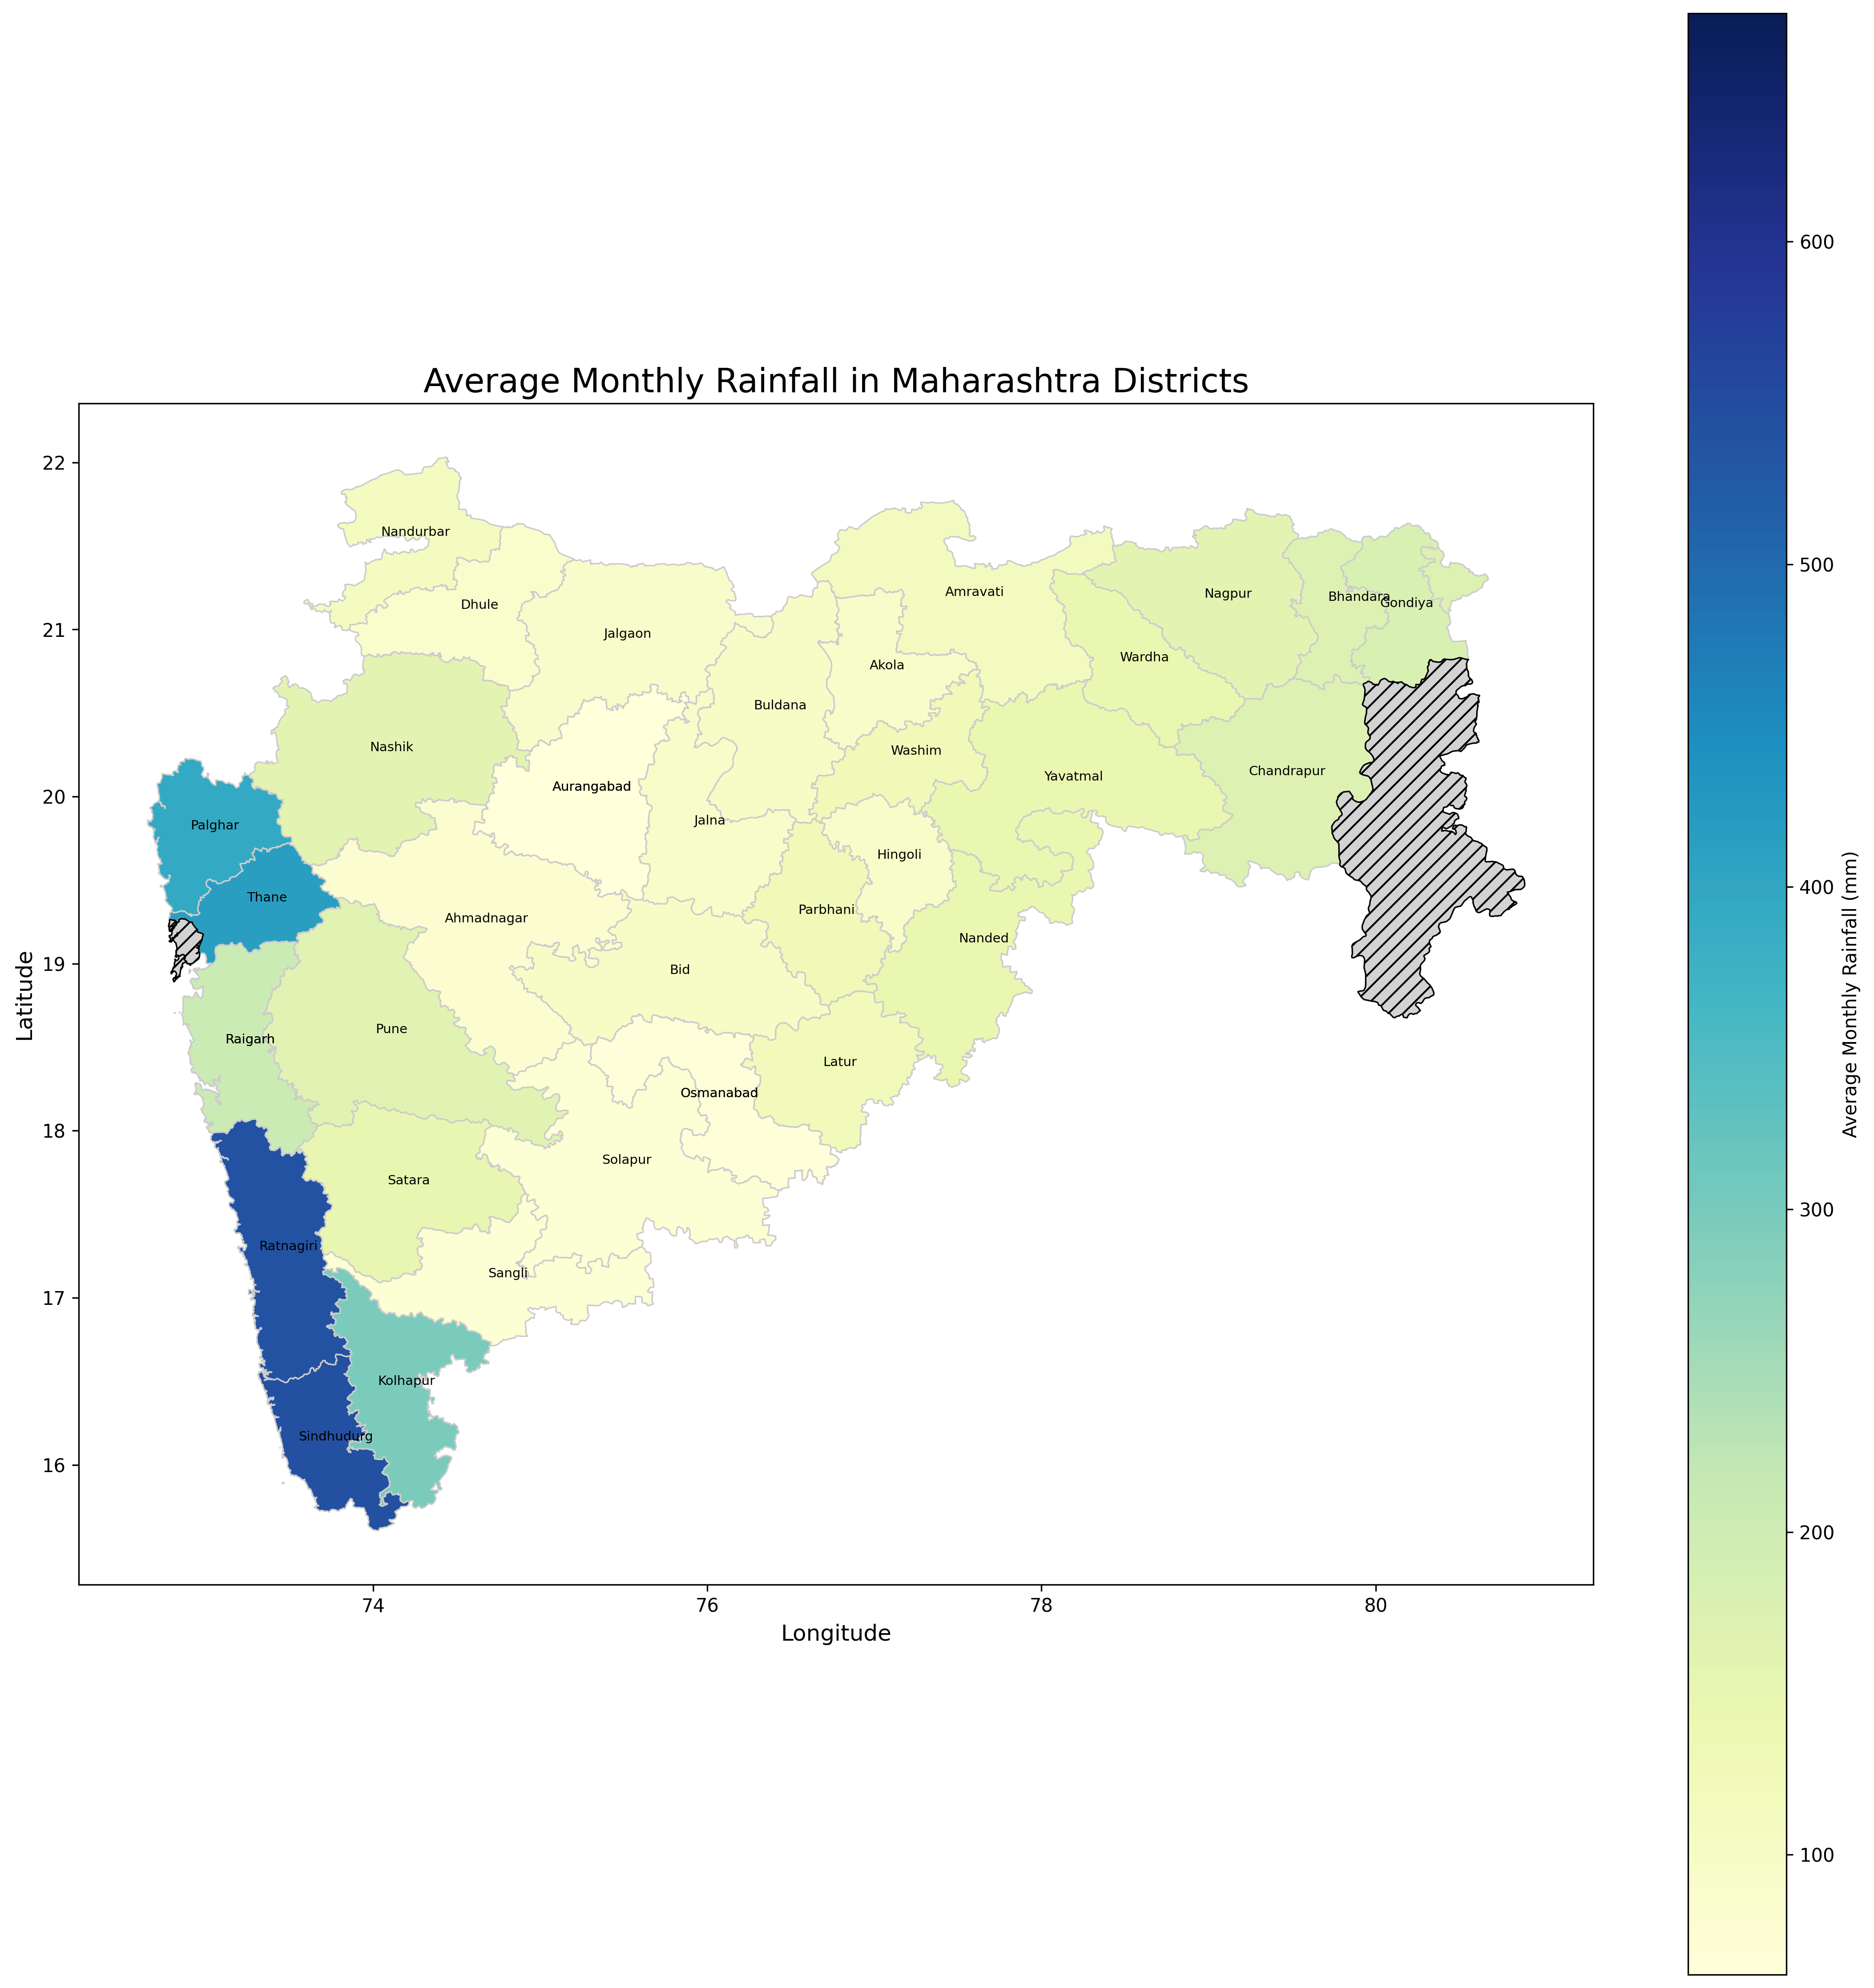 Average Monthly Rainfall in Maharashtra Districts
22
21
20
19
18
17
16
Latitude
74
76
78
80
Longitude
Nandurbar
Dhule
Jalgaon
Amravati
Nagpur
Bhandara
Gondiya
Akola
Wardha
Buldana
Nashik
Washim
Chandrapur
Yavatmal
Aurangabad
Palghar
Jalna
Hingoli
Thane
Parbhani
Ahmadnagar
Nanded
Bid
Pune
Raigarh
Latur
Osmanabad
Solapur
Satara
Ratnagiri
Sangli
Kolhapur
Sindhudurg
600
500
400
300
200
100
Average Monthly Rainfall (mm)